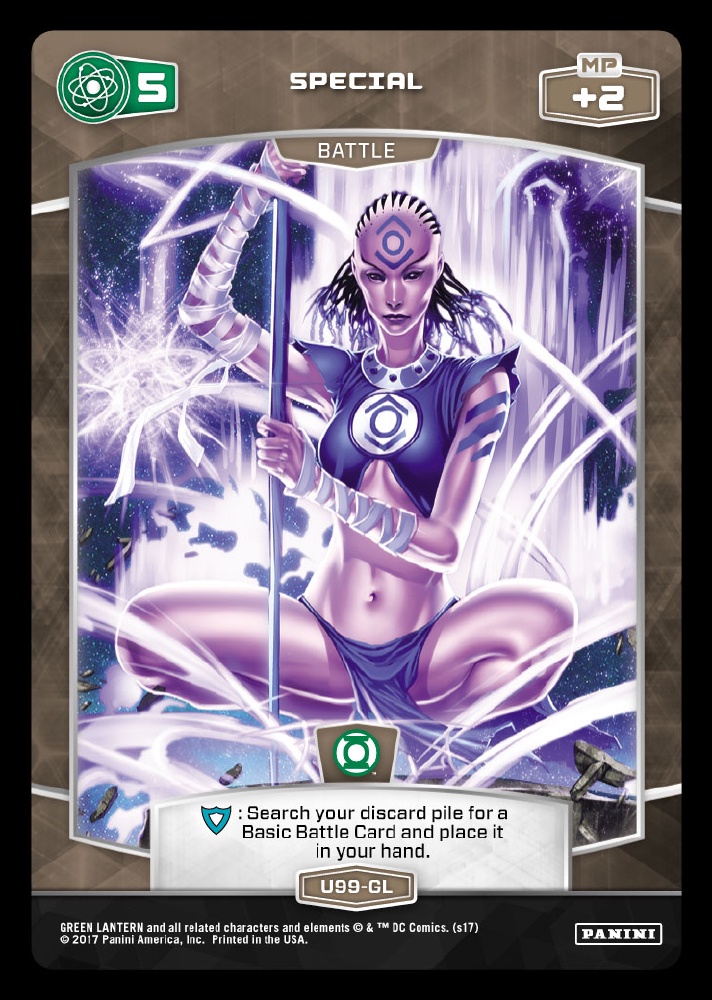 5
SPECIAL
MP
+2
BATTLE
: Search your discard pile for a
Basic Battle Card and place it
in your hand.
U99-GL
GREEN LANTERN and all related characters and elements © & ™ DC Comics. (s17)
© 2017 Panini America, Inc. Printed in the USA.
PANINI